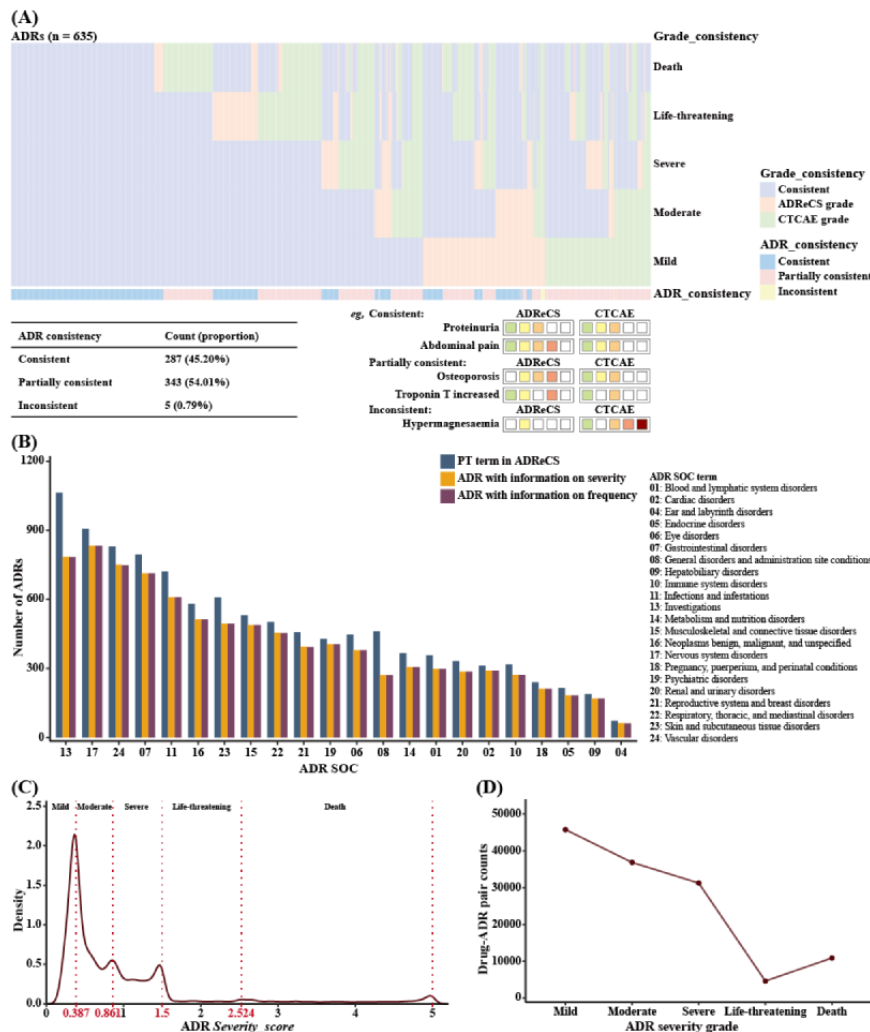 (A)
ADRs (n = 635)
Grade_consistency
Death
Life-threatening
Severe
Moderate
Mild
ADR_consistency
Grade_consistency
Consistent
ADReCS grade
CTCAE grade
ADR_consistency
Consistent
Partially consistent
Inconsistent
ADR consistency Count (proportion)
Consistent 287 (45.20%)
Partially consistent 343 (54.01%)
Inconsistent 5 (0.79%)
eg, Consistent: ADReCS CTCAE
Proteinuria
Abdominal pain
Partially consistent: ADReCS CTCAE
Osteoporosis
Troponin T increased
Inconsistent: ADReCS CTCAE
Hypermagnesaemia
(B)
1200
900
600
300
0
Number of ADRs
PT term in ADReCS
ADR with information on severity
ADR with information on frequency
13 17 24 07 11 16 23 15 22 21 19 06 08 14 01 20 02 10 18 05 09 04
ADR SOC
ADR SOC term
01: Blood and lymphatic system disorders
02: Cardiac disorders
04: Ear and labyrinth disorders
05: Endocrine disorders
06: Eye disorders
07: Gastrointestinal disorders
08: General disorders and administration site conditions
09: Hepatobiliary disorders
10: Immune system disorders
11: Infections and infestations
13: Investigations
14: Metabolism and nutrition disorders
15: Musculoskeletal and connective tissue disorders
16: Neoplasms benign, malignant, and unspecified
17: Nervous system disorders
18: Pregnancy, puerperium, and perinatal conditions
19: Psychiatric disorders
20: Renal and urinary disorders
21: Reproductive system and breast disorders
22: Respiratory, thoracic, and mediastinal disorders
23: Skin and subcutaneous tissue disorders
24: Vascular disorders
(C)
Mild Moderate Severe Life-threatening Death
2.5
2.0
1.5
1.0
0.5
0.0
Density
0 0.387 0.861 1 1.5 2 2.524 3 4 5
ADR Severity_score
(D)
50000
40000
30000
20000
10000
0
Drug-ADR pair counts
Mild Moderate Severe Life-threatening Death
ADR severity grade